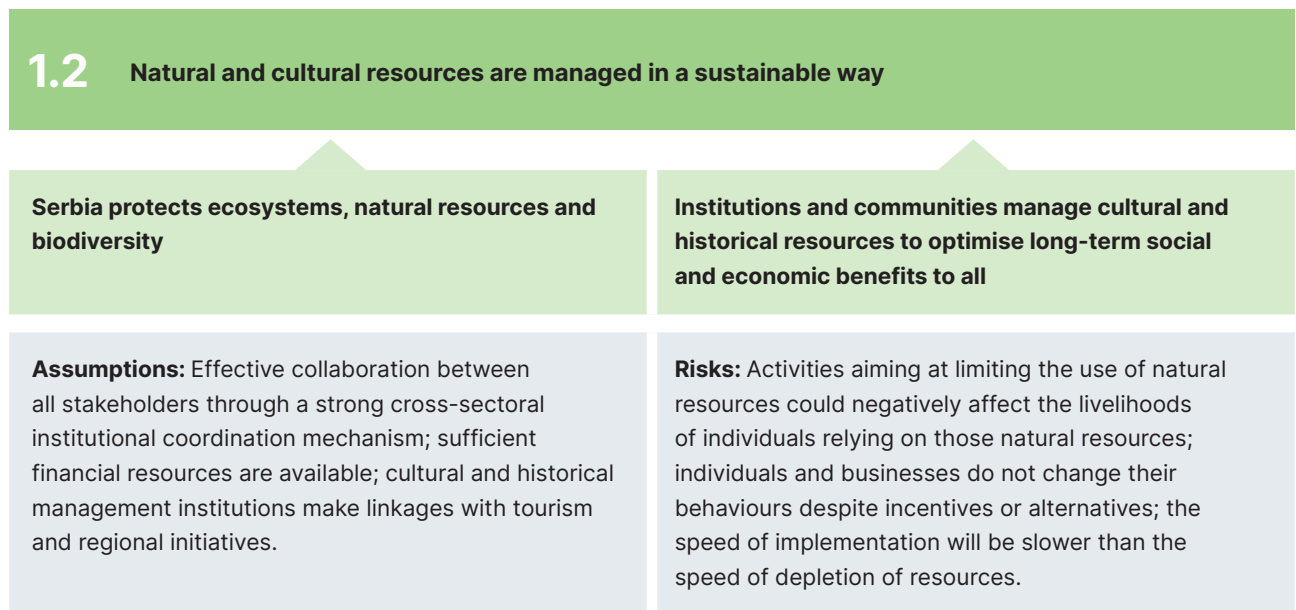 1.2 Natural and cultural resources are managed in a sustainable way
Serbia protects ecosystems, natural resources and
biodiversity
Institutions and communities manage cultural and
historical resources to optimise long-term social
and economic benefits to all
Assumptions: Effective collaboration between
all stakeholders through a strong cross-sectoral
institutional coordination mechanism; sufficient
financial resources are available; cultural and historical
management institutions make linkages with tourism
and regional initiatives.
Risks: Activities aiming at limiting the use of natural
resources could negatively affect the livelihoods
of individuals relying on those natural resources;
individuals and businesses do not change their
behaviours despite incentives or alternatives; the
speed of implementation will be slower than the
speed of depletion of resources.